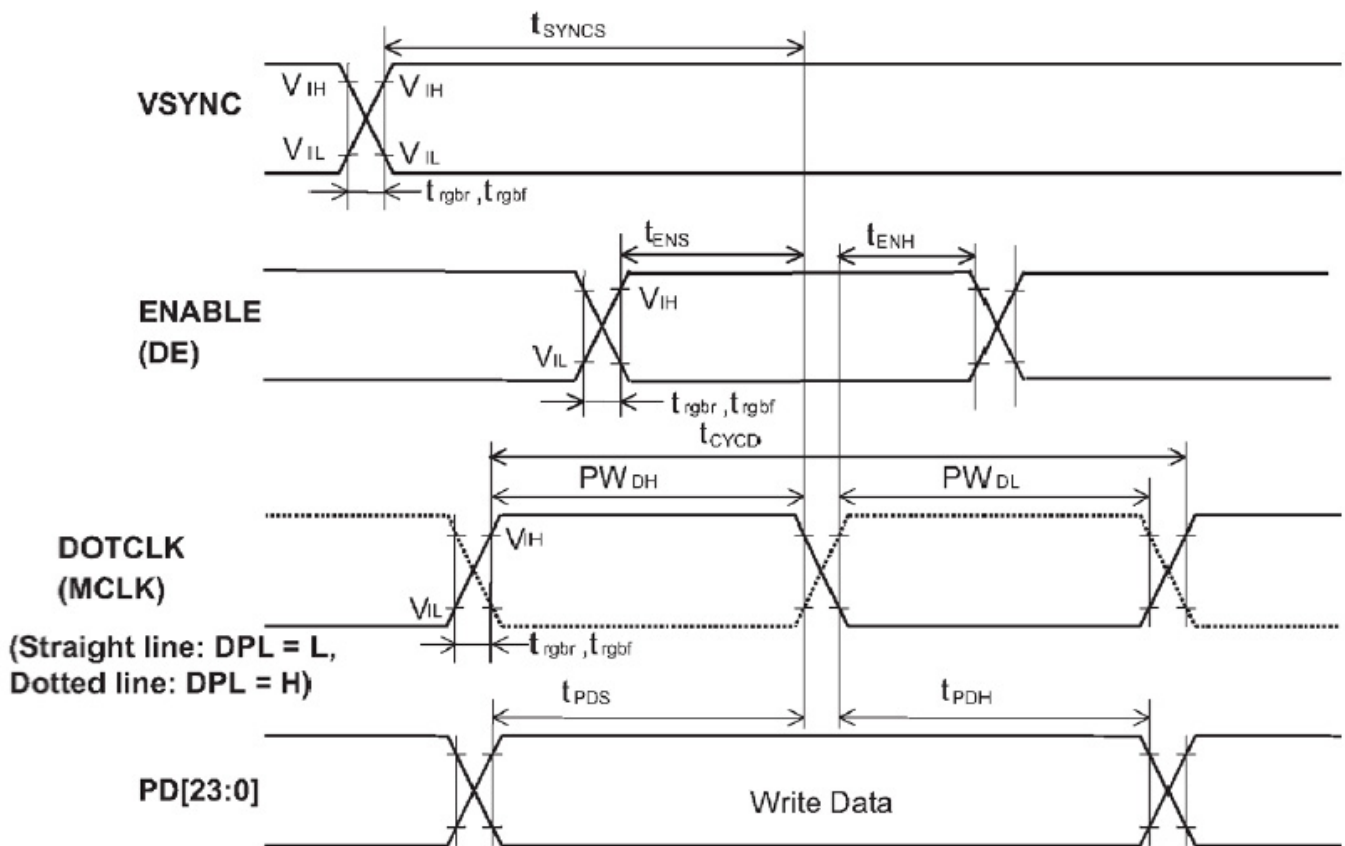 tSYNCS
VSYNC
VIH VIH
VIL VIL
trgbr ,trgbf
tENS tENH
ENABLE
(DE)
VIH
VIL
trgbr ,trgbf
tCYCD
PWDH PWDL
DOTCLK
(MCLK)
VIH
VIL
(Straight line: DPL = L,
Dotted line: DPL = H)
trgbr ,trgbf
tPDS tPDH
PD[23:0]
Write Data